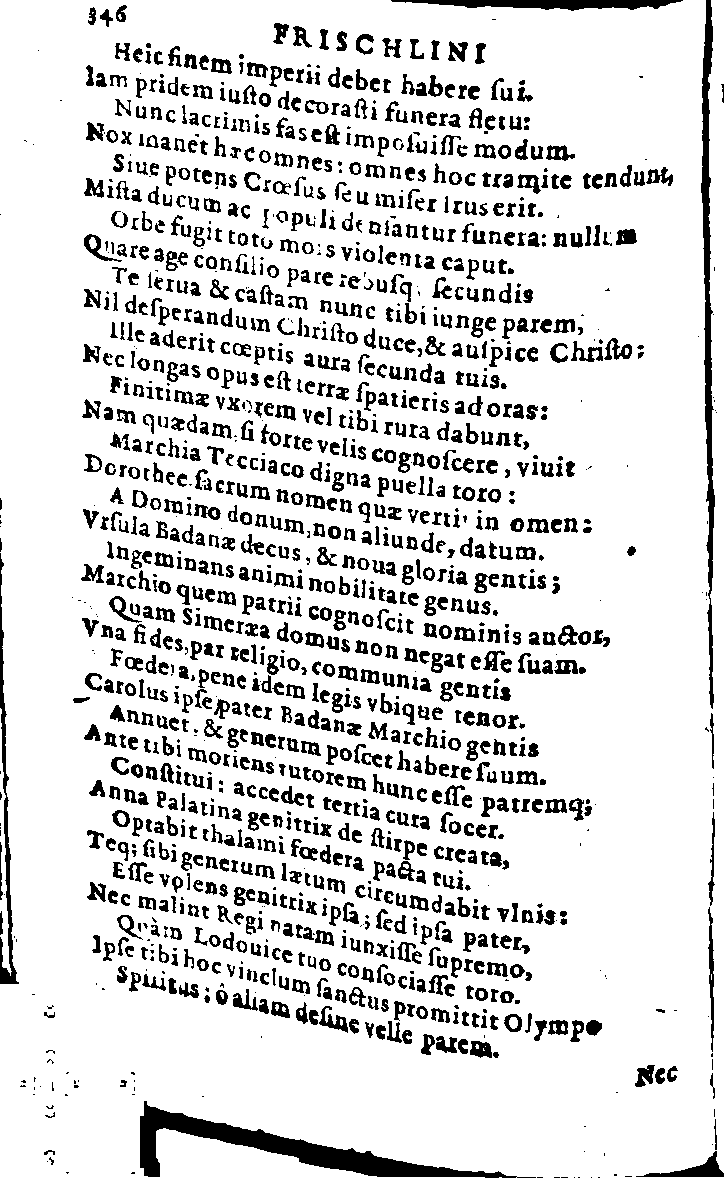 346
FRISCHLINI
Heic finem imperii debet habere ſui.
Iam pridem iuſto decoraſti funera fletu:
Nunc lacrimis fas eſt impoſuiſſe modum.
Nox manet hæc omnes: omnes hoc tramite tendunt,
Siue potens Crœſus ſeu miſer Irus erit.
Miſta ducum ac populi denſantur funera: nullum
Orbe fugit toto mors violenta caput.
Quare age conſilio pare rebuſq; ſecundis
Te ſerua & caſtam nunc tibi iunge parem,
Nil deſperandum Chriſto duce, & auſpice Chriſto:
Ille aderit cœptis aura ſecunda tuis.
Nec longas opus eſt terræ ſpatieris ad oras:
Finitimæ vxorem vel tibi rura dabunt,
Nam quædam, ſi forte velis cognoſcere, viuit
Marchia Tecciaco digna puella toro:
Dorothee ſacrum nomen quæ vertit in omen:
A Domino donum, non aliunde, datum.
Vrſula Badanæ decus, & noua gloria gentis;
Ingeminans animi nobilitate genus.
Marchio quem patrii cognoſcit nominis auctor,
Quam Simeræa domus non negat eſſe ſuam.
Vna fides, par religio, communia gentis
Fœdera, pene idem legis vbique tenor.
Carolus ipſe, pater Badanæ Marchio gentis
Annuet, & generum poſcet habere ſuum.
Ante tibi moriens tutorem hunc eſſe patremq;
Conſtitui: accedet tertia cura ſocer.
Anna Palatina genitrix de ſtirpe creata,
Optabit thalami fœdera pacta tui.
Teq; ſibi generum lætum circumdabit vlnis:
Eſſe volens genitrix ipſa; ſed ipſa pater,
Nec malint Regi natam iunxiſſe ſupremo,
Quàm Lodouice tuo conſociaſſe toro.
Ipſe tibi hoc vinclum ſanctus promittit Olympo
Spiritus; ô aliam deſine velle parem.
Nec